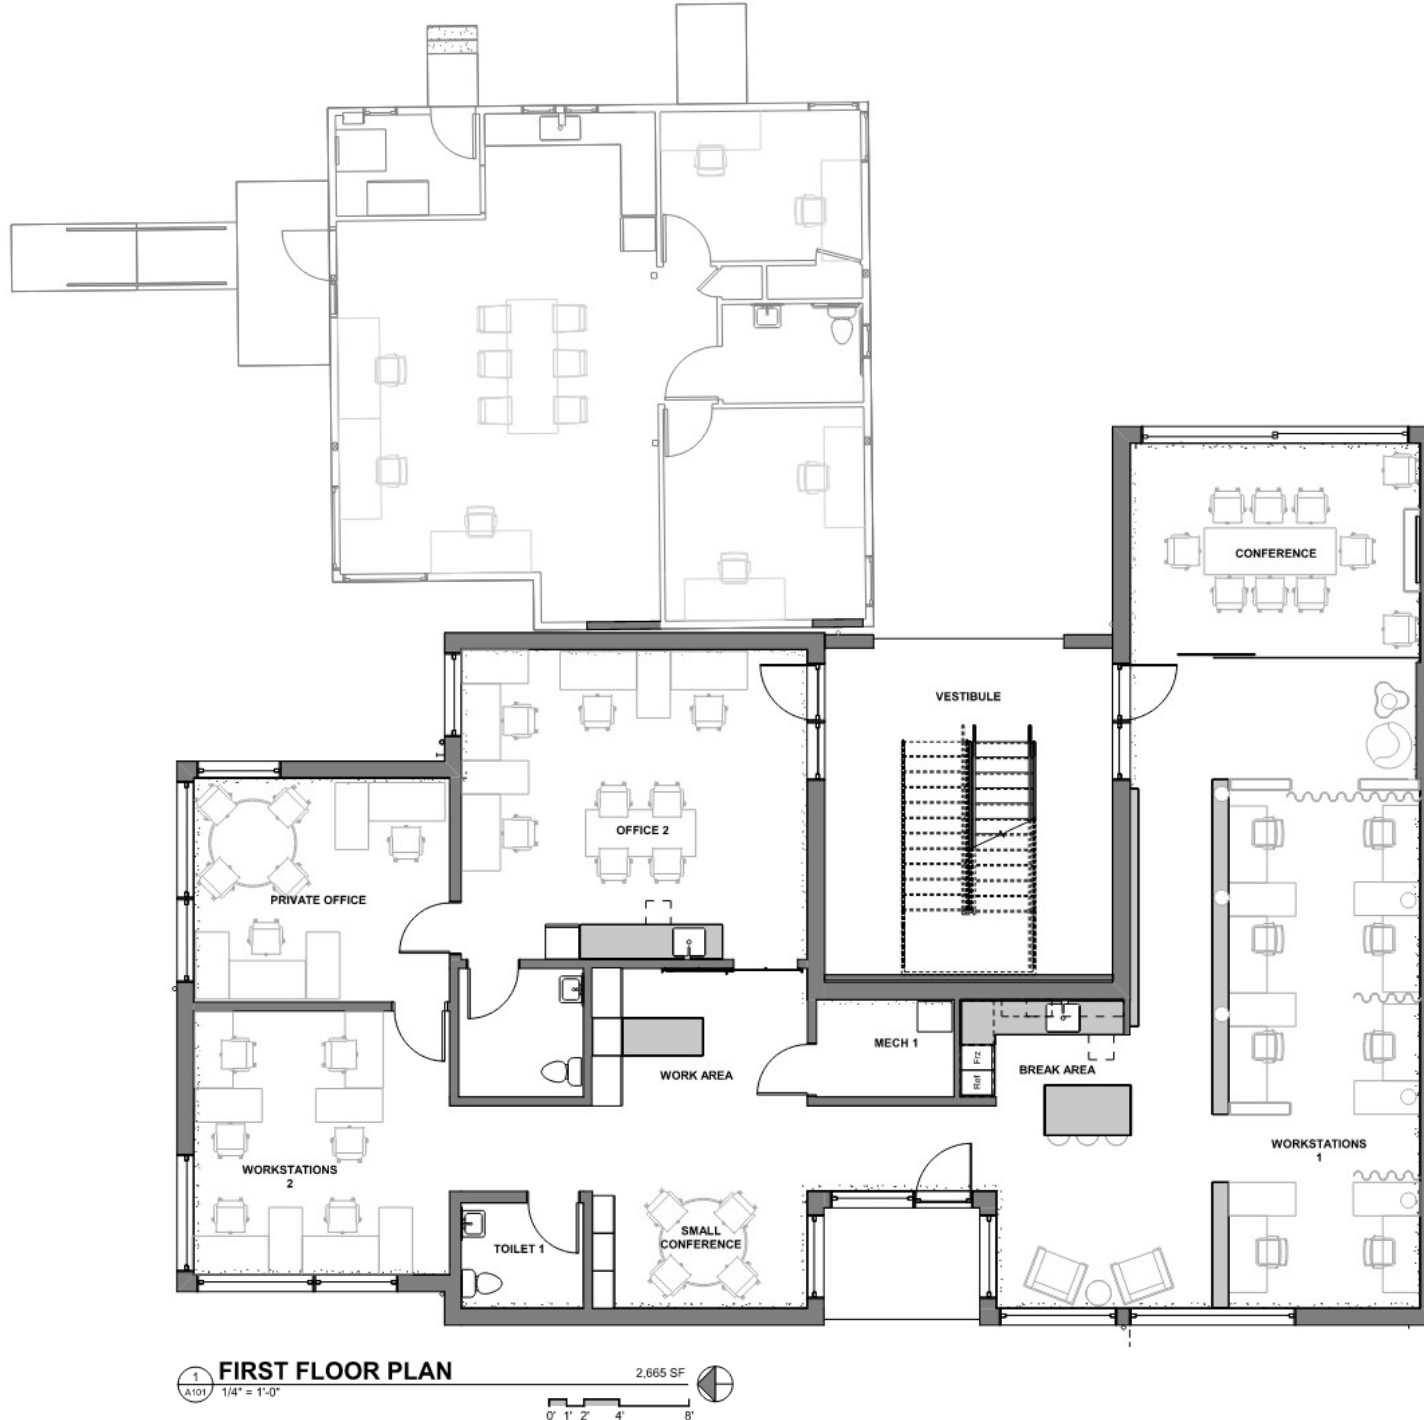 CONFERENCE
VESTIBULE
OFFICE 2
PRIVATE OFFICE
MECH 1
Frz
Ref
BREAK AREA
WORK AREA
WORKSTATIONS
1
WORKSTATIONS
2
SMALL
CONFERENCE
TOILET 1
1
A101
FIRST FLOOR PLAN
2,665 SF
1/4" = 1'-0"
0' 1' 2' 4' 8'